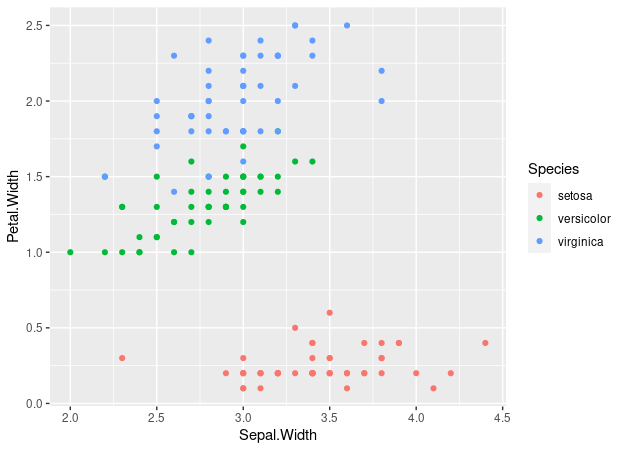 2.5
2.0
1.5
1.0
0.5
0.0
Petal.Width
2.0 2.5 3.0 3.5 4.0 4.5
Sepal.Width
Species
setosa
versicolor
virginica